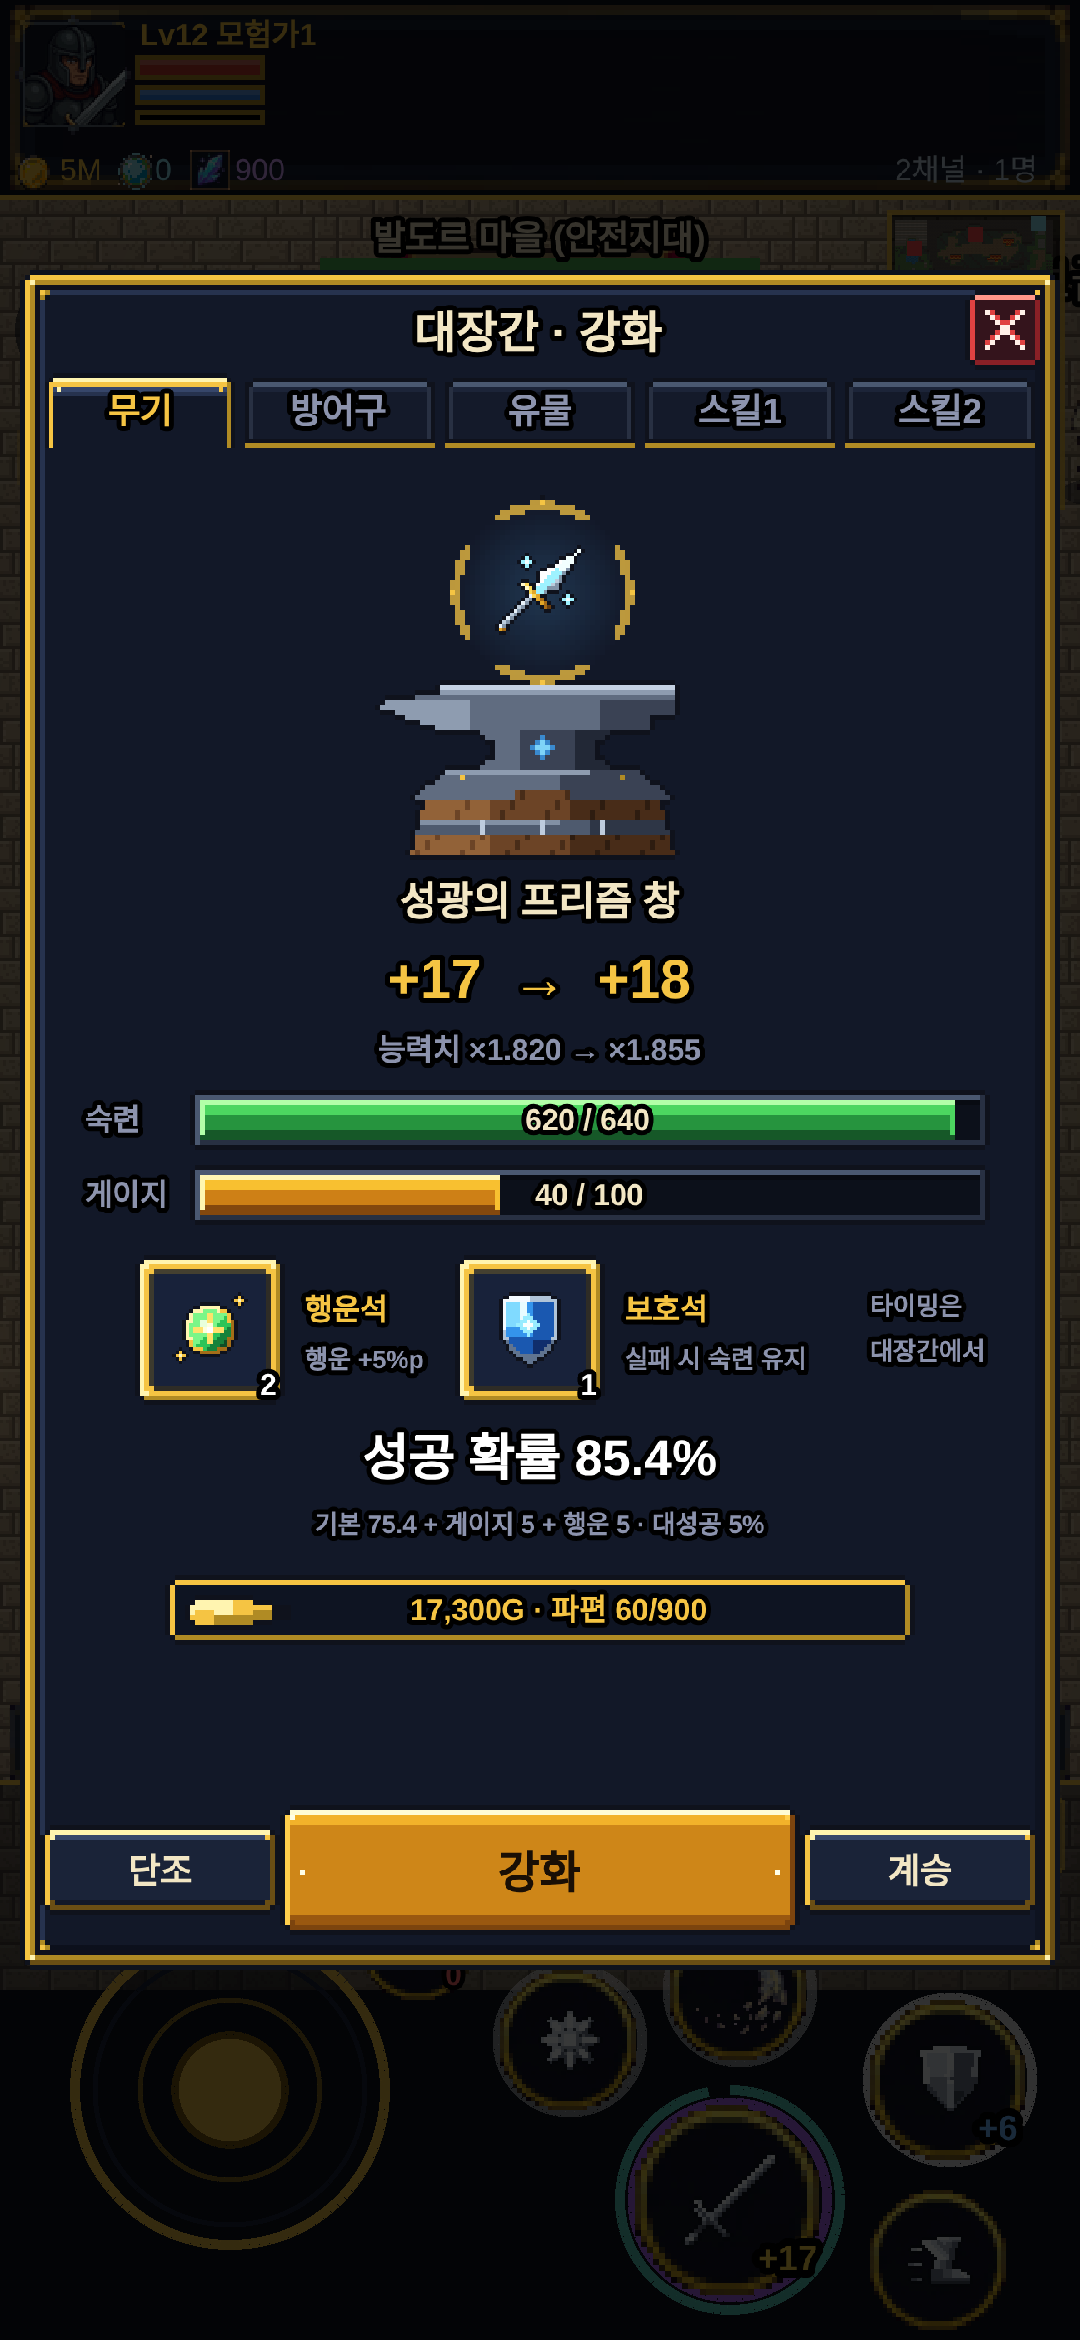 Lv12 모험가1
5M 0 900
2채널 · 1명
발도르 마을 (안전지대)
대장간 · 강화
무기 방어구 유물 스킬1 스킬2
성광의 프리즘 창
+17 → +18
능력치 ×1.820 → ×1.855
숙련 620 / 640
게이지 40 / 100
행운석
행운 +5%p
2
보호석
실패 시 숙련 유지
1
타이밍은
대장간에서
성공 확률 85.4%
기본 75.4 + 게이지 5 + 행운 5 · 대성공 5%
17,300G · 파편 60/900
단조 강화 계승
0
+6
+17